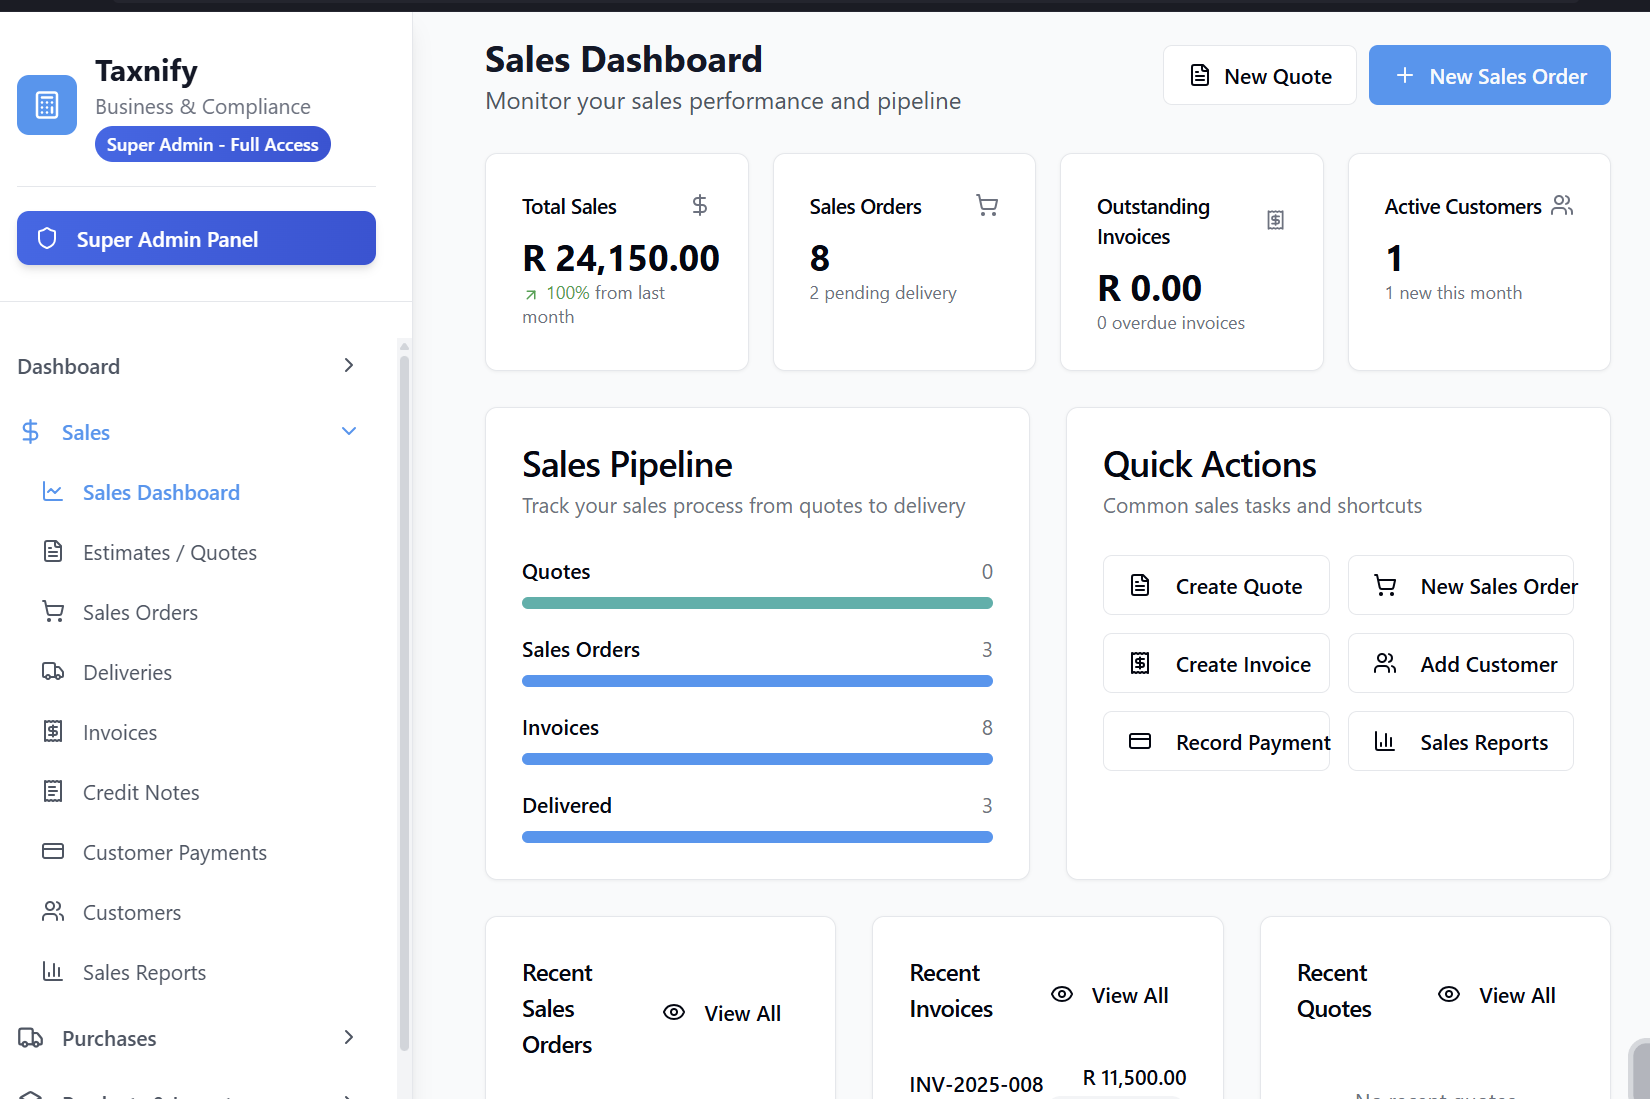 Taxnify
Business & Compliance
Super Admin - Full Access
Super Admin Panel
Dashboard
Sales
Sales Dashboard
Estimates / Quotes
Sales Orders
Deliveries
Invoices
Credit Notes
Customer Payments
Customers
Sales Reports
Purchases
Sales Dashboard
Monitor your sales performance and pipeline
New Quote
New Sales Order
Total Sales
R 24,150.00
100% from last
month
Sales Orders
8
2 pending delivery
Outstanding
Invoices
R 0.00
0 overdue invoices
Active Customers
1
1 new this month
Sales Pipeline
Track your sales process from quotes to delivery
Quotes 0
Sales Orders 3
Invoices 8
Delivered 3
Quick Actions
Common sales tasks and shortcuts
Create Quote
New Sales Order
Create Invoice
Add Customer
Record Payment
Sales Reports
Recent
Sales
Orders
View All
Recent
Invoices
View All
INV-2025-008
R 11,500.00
Recent
Quotes
View All
No recent quotes